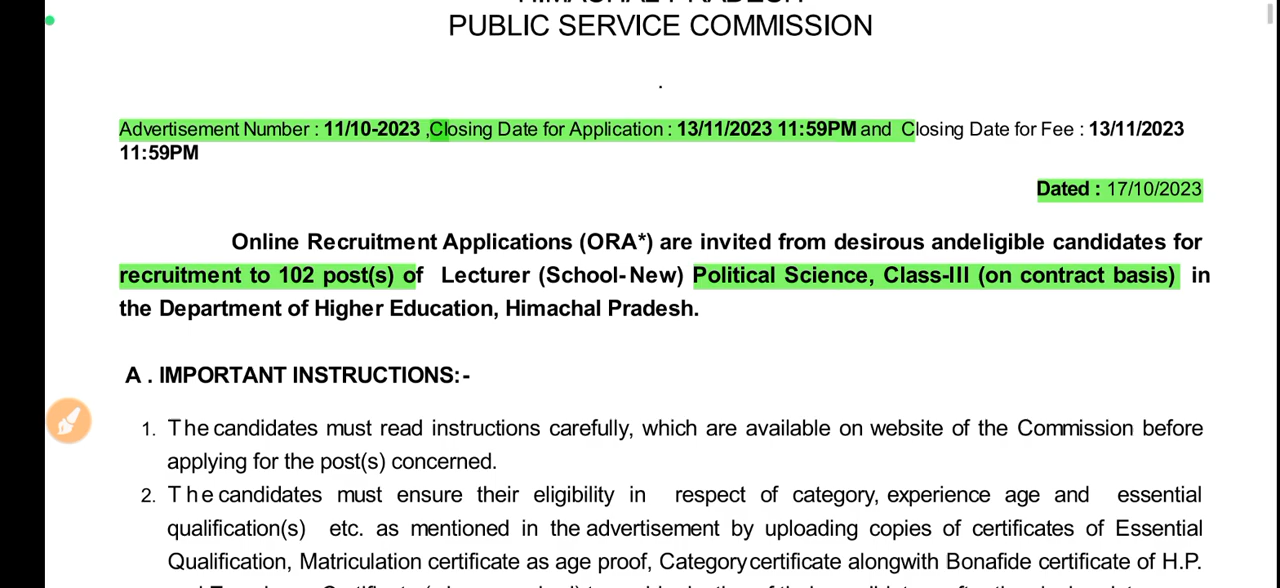 HIMACHAL PRADESH
PUBLIC SERVICE COMMISSION
.
Advertisement Number : 11/10-2023 ,Closing Date for Application : 13/11/2023 11:59PM and Closing Date for Fee : 13/11/2023
11:59PM
Dated : 17/10/2023
Online Recruitment Applications (ORA*) are invited from desirous andeligible candidates for
recruitment to 102 post(s) of Lecturer (School-New) Political Science, Class-III (on contract basis) in
the Department of Higher Education, Himachal Pradesh.
A . IMPORTANT INSTRUCTIONS:-
1. The candidates must read instructions carefully, which are available on website of the Commission before
applying for the post(s) concerned.
2. The candidates must ensure their eligibility in respect of category, experience age and essential
qualification(s) etc. as mentioned in the advertisement by uploading copies of certificates of Essential
Qualification, Matriculation certificate as age proof, Categorycertificate alongwith Bonafide certificate of H.P.